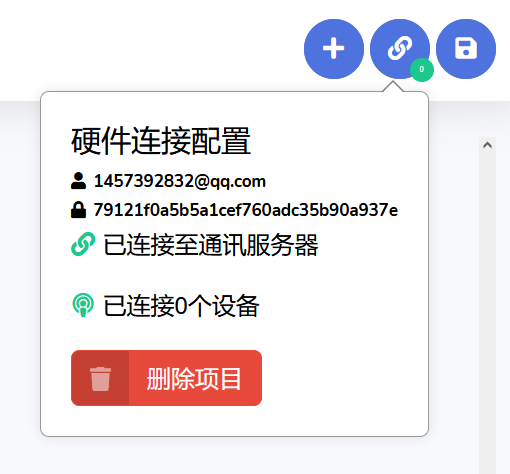 0
硬件连接配置
1457392832@qq.com
79121f0a5b5a1cef760adc35b90a937e
已连接至通讯服务器
已连接0个设备
删除项目